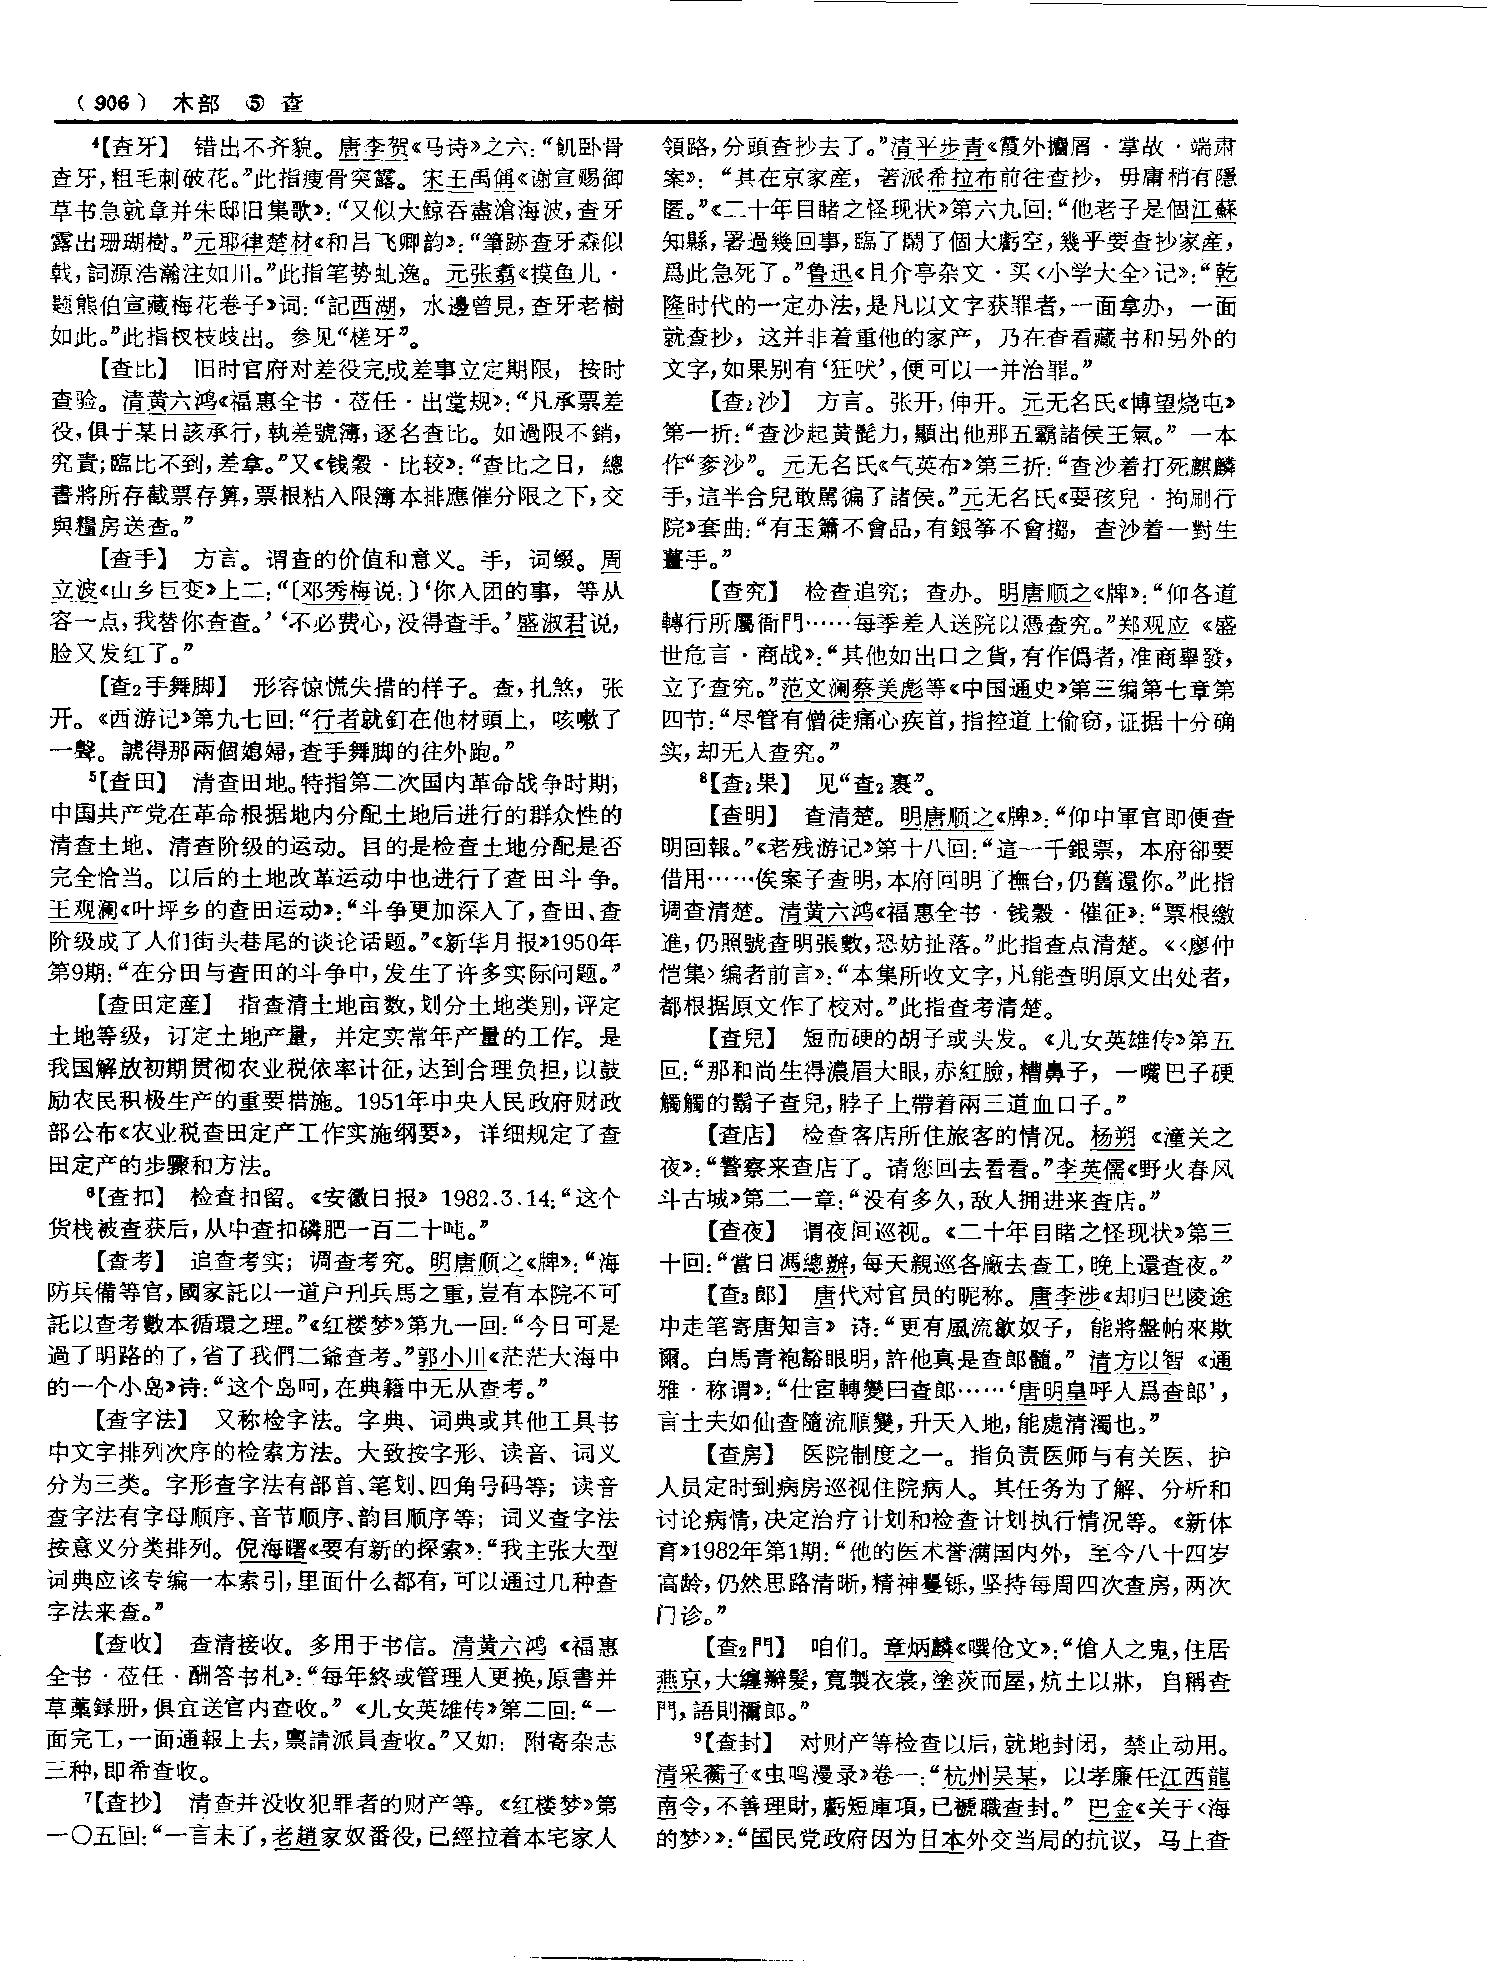 （906） 木部 ⑤ 查
⁴【查牙】 错出不齐貌。唐李贺《马诗》之六：“飢卧骨
查牙，粗毛刺破花。”此指瘦骨突露。宋王禹偁《谢宣赐御
草书急就章并朱邸旧集歌》：“又似大鲸吞盡滄海波，查牙
露出珊瑚樹。”元耶律楚材《和吕飞卿韵》：“筆跡查牙森似
戟，詞源浩瀚注如川。”此指笔势虬逸。元张翥《摸鱼儿·
题熊伯宣藏梅花卷子》词：“記西湖，水邊曾見，查牙老樹
如此。”此指杈枝歧出。参见“槎牙”。
【查比】 旧时官府对差役完成差事立定期限，按时
查验。清黄六鸿《福惠全书·莅任·出堂规》：“凡承票差
役，俱于某日該承行，執差號簿，逐名查比。如過限不銷，
究責；臨比不到，差拿。”又《钱穀·比较》：“查比之日，總
書將所存截票存算，票根粘入限簿本排應催分限之下，交
與糧房送查。”
【查手】 方言。谓查的价值和意义。手，词缀。周
立波《山乡巨变》上二：“〔邓秀梅说：〕‘你入团的事，等从
容一点，我替你查查。’‘不必费心，没得查手。’盛淑君说，
脸又发红了。”
【查₂手舞脚】 形容惊慌失措的样子。查，扎煞，张
开。《西游记》第九七回：“行者就釘在他材頭上，咳嗽了
一聲。諕得那兩個媳婦，查手舞脚的往外跑。”
⁵【查田】 清查田地。特指第二次国内革命战争时期，
中国共产党在革命根据地内分配土地后进行的群众性的
清查土地、清查阶级的运动。目的是检查土地分配是否
完全恰当。以后的土地改革运动中也进行了查田斗争。
王观澜《叶坪乡的查田运动》：“斗争更加深入了，查田、查
阶级成了人们街头巷尾的谈论话题。”《新华月报》1950年
第9期：“在分田与查田的斗争中，发生了许多实际问题。”
【查田定産】 指查清土地亩数，划分土地类别，评定
土地等级，订定土地产量，并定实常年产量的工作。是
我国解放初期贯彻农业税依率计征，达到合理负担，以鼓
励农民积极生产的重要措施。1951年中央人民政府财政
部公布《农业税查田定产工作实施纲要》，详细规定了查
田定产的步骤和方法。
⁶【查扣】 检查扣留。《安徽日报》1982.3.14：“这个
货栈被查获后，从中查扣磷肥一百二十吨。”
【查考】 追查考实；调查考究。明唐顺之《牌》：“海
防兵備等官，國家託以一道户刑兵馬之重，豈有本院不可
託以查考數本循環之理。”《红楼梦》第九一回：“今日可是
過了明路的了，省了我們二爺查考。”郭小川《茫茫大海中
的一个小岛》诗：“这个岛呵，在典籍中无从查考。”
【查字法】 又称检字法。字典、词典或其他工具书
中文字排列次序的检索方法。大致按字形、读音、词义
分为三类。字形查字法有部首、笔划、四角号码等；读音
查字法有字母顺序、音节顺序、韵目顺序等；词义查字法
按意义分类排列。倪海曙《要有新的探索》：“我主张大型
词典应该专编一本索引，里面什么都有，可以通过几种查
字法来查。”
【查收】 查清接收。多用于书信。清黄六鸿《福惠
全书·莅任·酬答书札》：“每年終或管理人更换，原書并
草藁録册，俱宜送官内查收。”《儿女英雄传》第二回：“一
面完工，一面通報上去，禀請派員查收。”又如：附寄杂志
三种，即希查收。
⁷【查抄】 清查并没收犯罪者的财产等。《红楼梦》第
一〇五回：“一言未了，老趙家奴番役，已經拉着本宅家人
領路，分頭查抄去了。”清平步青《霞外攟屑·掌故·端肃
案》：“其在京家産，著派希拉布前往查抄，毋庸稍有隱
匿。”《二十年目睹之怪现状》第六九回：“他老子是個江蘇
知縣，署過幾回事，臨了鬧了個大虧空，幾乎要查抄家産，
爲此急死了。”鲁迅《且介亭杂文·买〈小学大全〉记》：“乾
隆时代的一定办法，是凡以文字获罪者，一面拿办，一面
就查抄，这并非着重他的家产，乃在查看藏书和另外的
文字，如果别有‘狂吠’，便可以一并治罪。”
【查₂沙】 方言。张开，伸开。元无名氏《博望烧屯》
第一折：“查沙起黄髭力，顯出他那五霸諸侯王氣。”一本
作“奓沙”。元无名氏《气英布》第三折：“查沙着打死麒麟
手，這半合兒敢駡徧了諸侯。”元无名氏《耍孩兒·拘刷行
院》套曲：“有玉簫不會品，有銀筝不會搊，查沙着一對生
薑手。”
【查究】 检查追究；查办。明唐顺之《牌》：“仰各道
轉行所屬衙門……每季差人送院以憑查究。”郑观应《盛
世危言·商战》：“其他如出口之貨，有作僞者，准商舉發，
立予查究。”范文澜蔡美彪等《中国通史》第三编第七章第
四节：“尽管有僧徒痛心疾首，指控道士偷窃，证据十分确
实，却无人查究。”
⁸【查₂果】 见“查₂裹”。
【查明】 查清楚。明唐顺之《牌》：“仰中軍官即便查
明回報。”《老残游记》第十八回：“這一千銀票，本府卻要
借用……俟案子查明，本府回明了撫台，仍舊還你。”此指
调查清楚。清黄六鸿《福惠全书·钱穀·催征》：“票根缴
進，仍照號查明張數，恐妨扯落。”此指查点清楚。《〈廖仲
恺集〉编者前言》：“本集所收文字，凡能查明原文出处者，
都根据原文作了校对。”此指查考清楚。
【查兒】 短而硬的胡子或头发。《儿女英雄传》第五
回：“那和尚生得濃眉大眼，赤紅臉，糟鼻子，一嘴巴子硬
觸觸的鬍子查兒，脖子上帶着兩三道血口子。”
【查店】 检查客店所住旅客的情况。杨朔《潼关之
夜》：“警察来查店了。请您回去看看。”李英儒《野火春风
斗古城》第二一章：“没有多久，敌人拥进来查店。”
【查夜】 谓夜间巡视。《二十年目睹之怪现状》第三
十回：“當日馮總辦，每天親巡各廠去查工，晚上還查夜。”
【查₃郎】 唐代对官员的昵称。唐李涉《却归巴陵途
中走笔寄唐知言》诗：“更有風流歙奴子，能將盤帕來欺
爾。白馬青袍豁眼明，許他真是查郎髓。”清方以智《通
雅·称谓》：“仕宦轉變曰查郎……‘唐明皇呼人爲查郎’，
言士夫如仙查隨流順變，升天入地，能處清濁也。”
【查房】 医院制度之一。指负责医师与有关医、护
人员定时到病房巡视住院病人。其任务为了解、分析和
讨论病情，决定治疗计划和检查计划执行情况等。《新体
育》1982年第1期：“他的医术誉满国内外，至今八十四岁
高龄，仍然思路清晰，精神矍铄，坚持每周四次查房，两次
门诊。”
【查₂門】 咱们。章炳麟《噀伧文》：“傖人之鬼，住居
燕京，大纏辮髮，寬製衣裳，塗茨而屋，炕土以牀，自稱查
門，語則禰郎。”
⁹【查封】 对财产等检查以后，就地封闭，禁止动用。
清采蘅子《虫鸣漫录》卷一：“杭州吴某，以孝廉任江西龍
南令，不善理財，虧短庫項，已褫職查封。”巴金《关于〈海
的梦〉》：“国民党政府因为日本外交当局的抗议，马上查